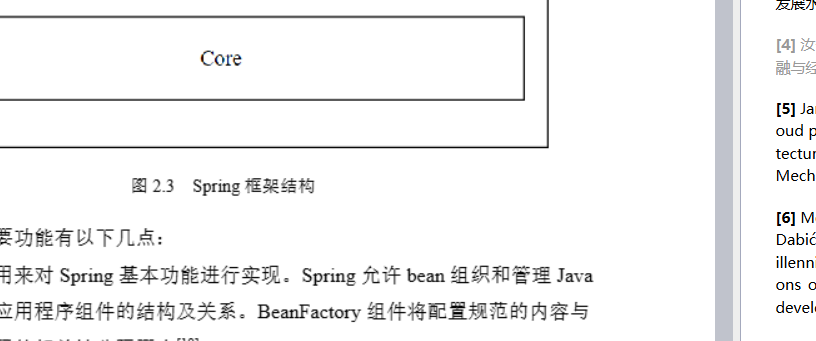 Core
图 2.3 Spring 框架结构
要功能有以下几点：
用来对 Spring 基本功能进行实现。Spring 允许 bean 组织和管理 Java
应用程序组件的结构及关系。BeanFactory 组件将配置规范的内容与
发展水
[4] 汝
融与经
[5] Jan
oud p
tectur
Mech
[6] Me
Dabić
illenni
ons o
develo